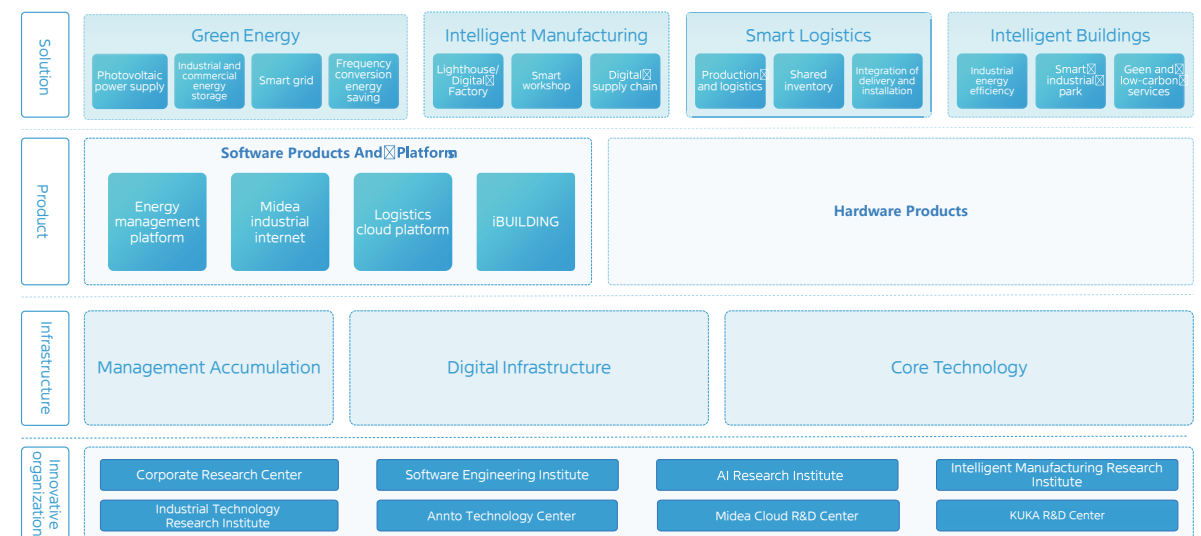 Solution
Green Energy
Photovoltaic
power supply
Industrial and
commercial
energy
storage
Smart grid
Frequency
conversion
energy
saving
Intelligent Manufacturing
Lighthouse/
Digital
Factory
Smart
workshop
Digital
supply chain
Smart Logistics
Production
and logistics
Shared
inventory
Integration of
delivery and
installation
Intelligent Buildings
Industrial
energy
efficiency
Smart
industrial
park
Geen and
low-carbon
services
Product
Software Products And Platform
Energy
management
platform
Midea
industrial
internet
Logistics
cloud platform
iBUILDING
Hardware Products
Infrastructure
Management Accumulation
Digital Infrastructure
Core Technology
Innovative
organization
Corporate Research Center
Software Engineering Institute
AI Research Institute
Intelligent Manufacturing Research
Institute
Industrial Technology
Research Institute
Annto Technology Center
Midea Cloud R&D Center
KUKA R&D Center